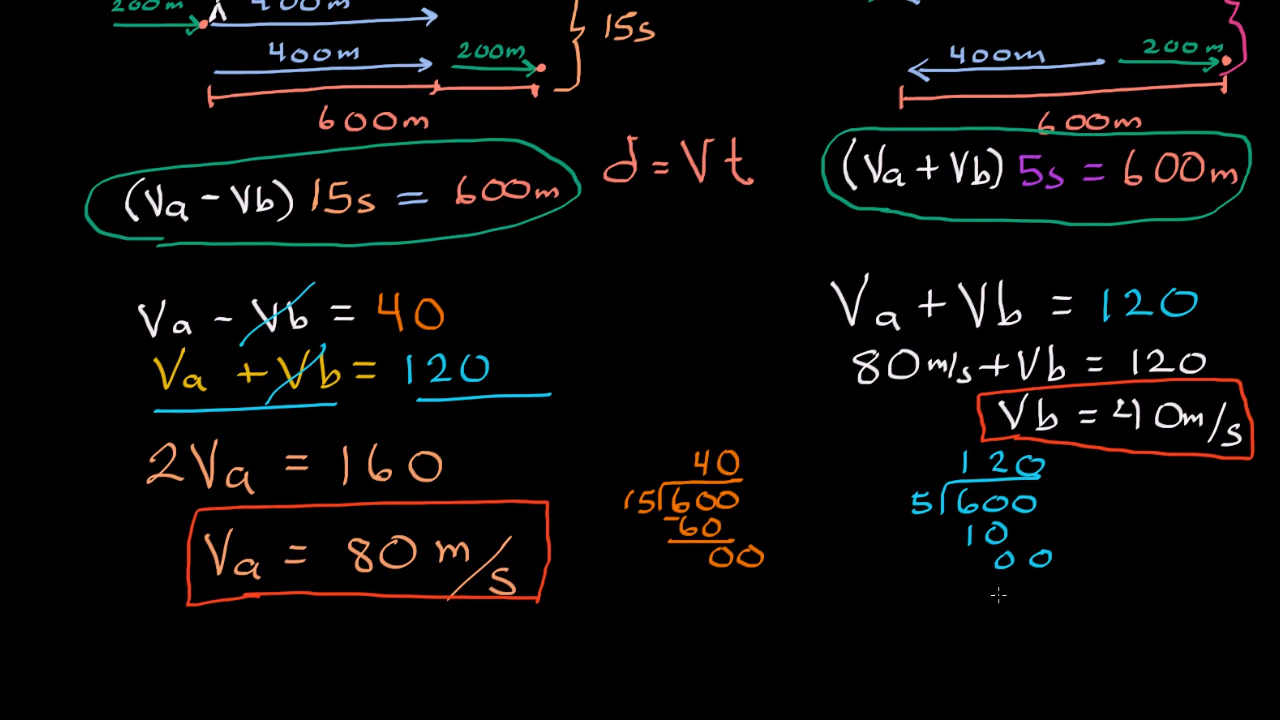 200m 400m
400m 200m 15s
600m
400m 200m
600m
(Va - Vb) 15s = 600m
d = Vt
(Va + Vb) 5s = 600m
Va - Vb = 40
Va + Vb = 120
2Va = 160
Va = 80 m/s
Va + Vb = 120
80m/s + Vb = 120
Vb = 40m/s
40
15 600
-60
00
120
5 600
10
00